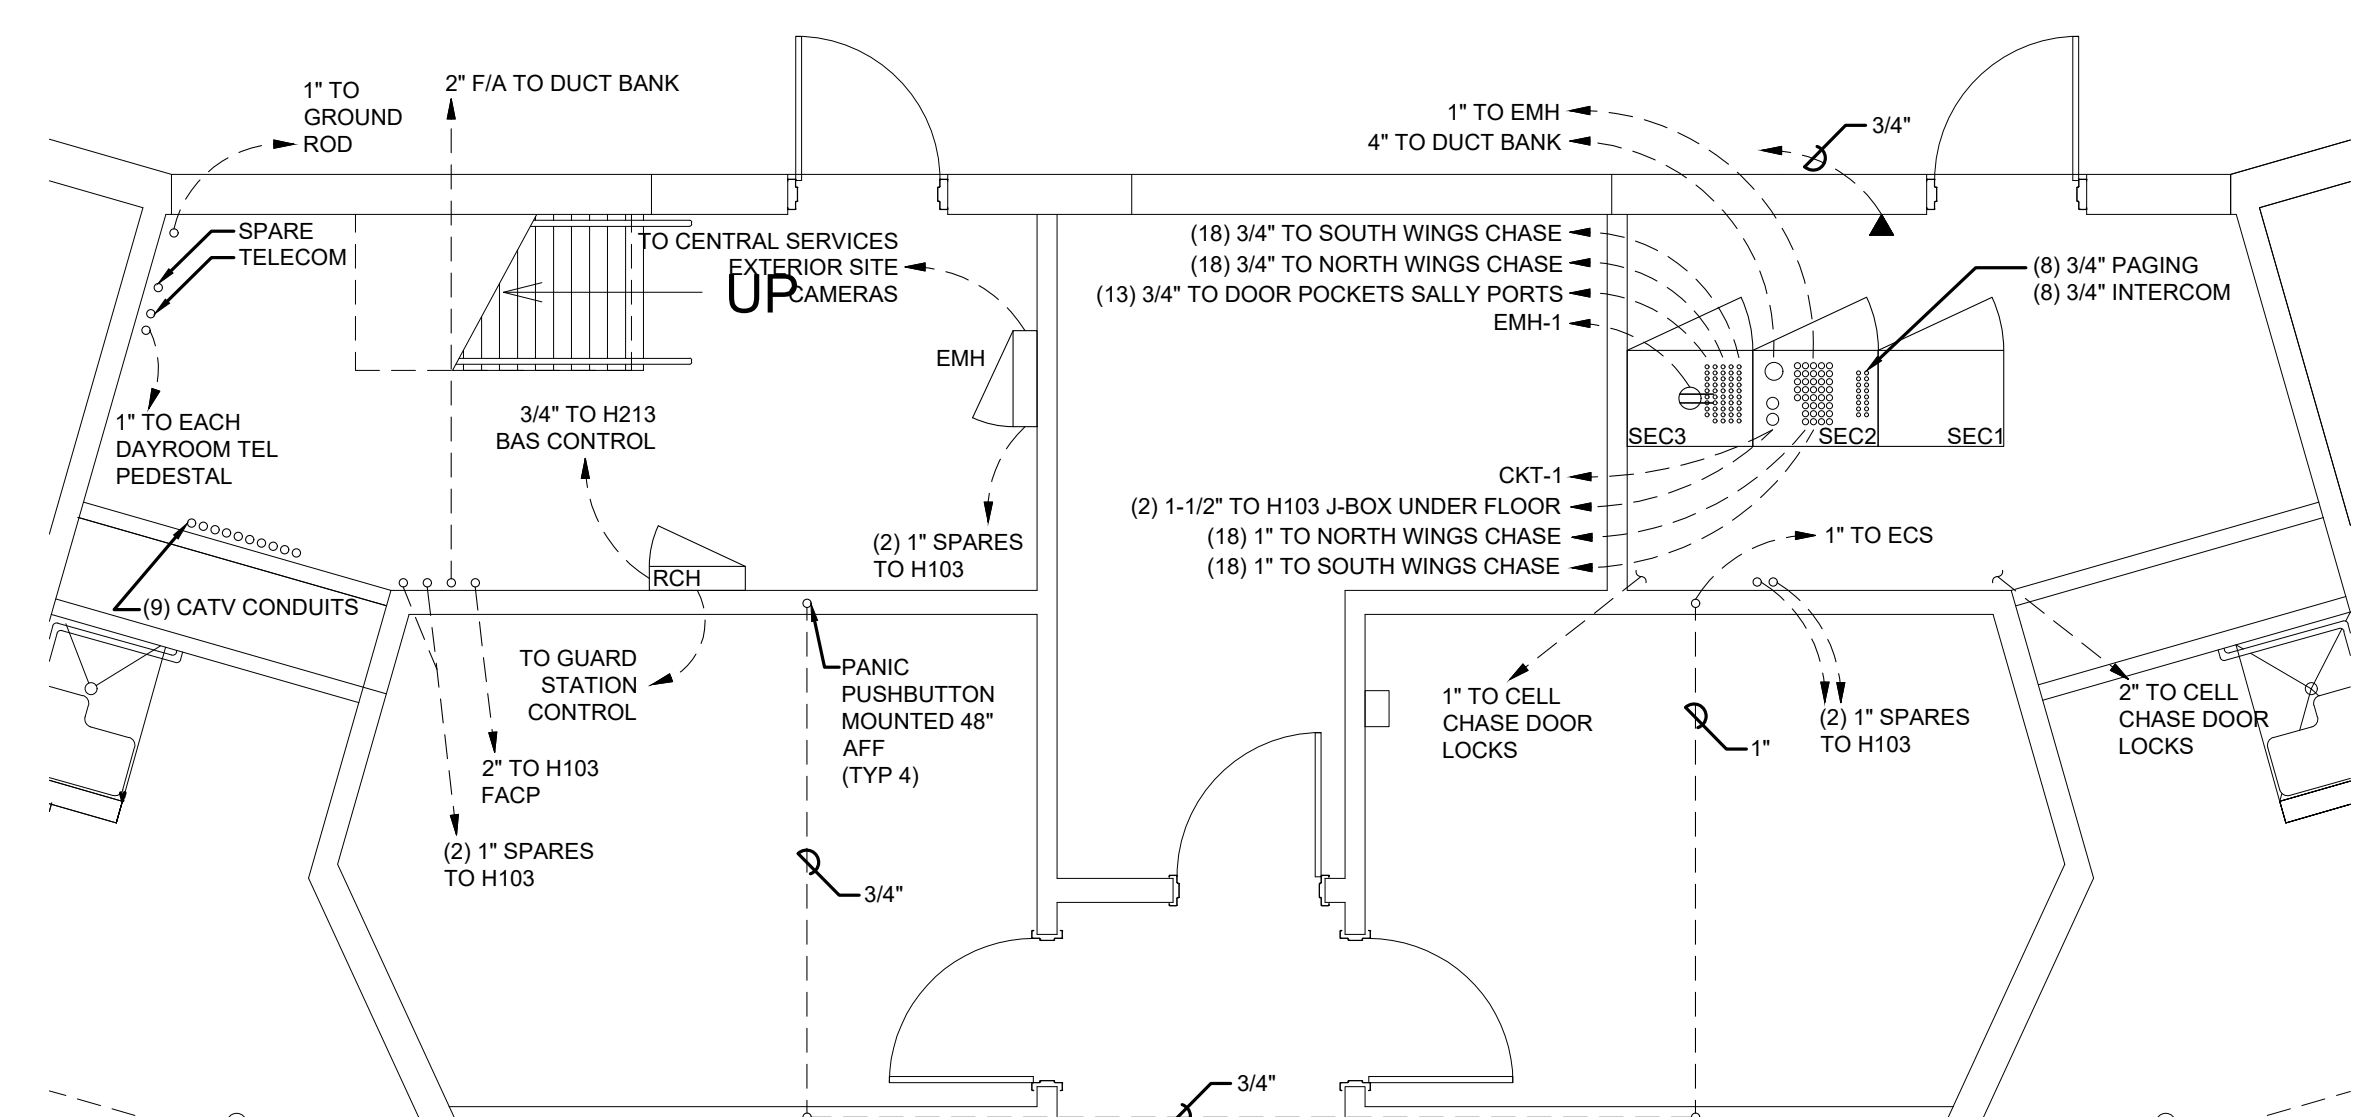 1" TO
GROUND
ROD
2" F/A TO DUCT BANK
1" TO EMH
4" TO DUCT BANK
3/4"
SPARE
TELECOM
TO CENTRAL SERVICES
EXTERIOR SITE
CAMERAS
UP
(18) 3/4" TO SOUTH WINGS CHASE
(18) 3/4" TO NORTH WINGS CHASE
(13) 3/4" TO DOOR POCKETS SALLY PORTS
EMH-1
(8) 3/4" PAGING
(8) 3/4" INTERCOM
EMH
1" TO EACH
DAYROOM TEL
PEDESTAL
3/4" TO H213
BAS CONTROL
SEC3
SEC2
SEC1
CKT-1
(2) 1-1/2" TO H103 J-BOX UNDER FLOOR
(18) 1" TO NORTH WINGS CHASE
(18) 1" TO SOUTH WINGS CHASE
1" TO ECS
(2) 1" SPARES
TO H103
RCH
(9) CATV CONDUITS
TO GUARD
STATION
CONTROL
PANIC
PUSHBUTTON
MOUNTED 48"
AFF
(TYP 4)
1" TO CELL
CHASE DOOR
LOCKS
1"
(2) 1" SPARES
TO H103
2" TO CELL
CHASE DOOR
LOCKS
2" TO H103
FACP
(2) 1" SPARES
TO H103
3/4"
3/4"